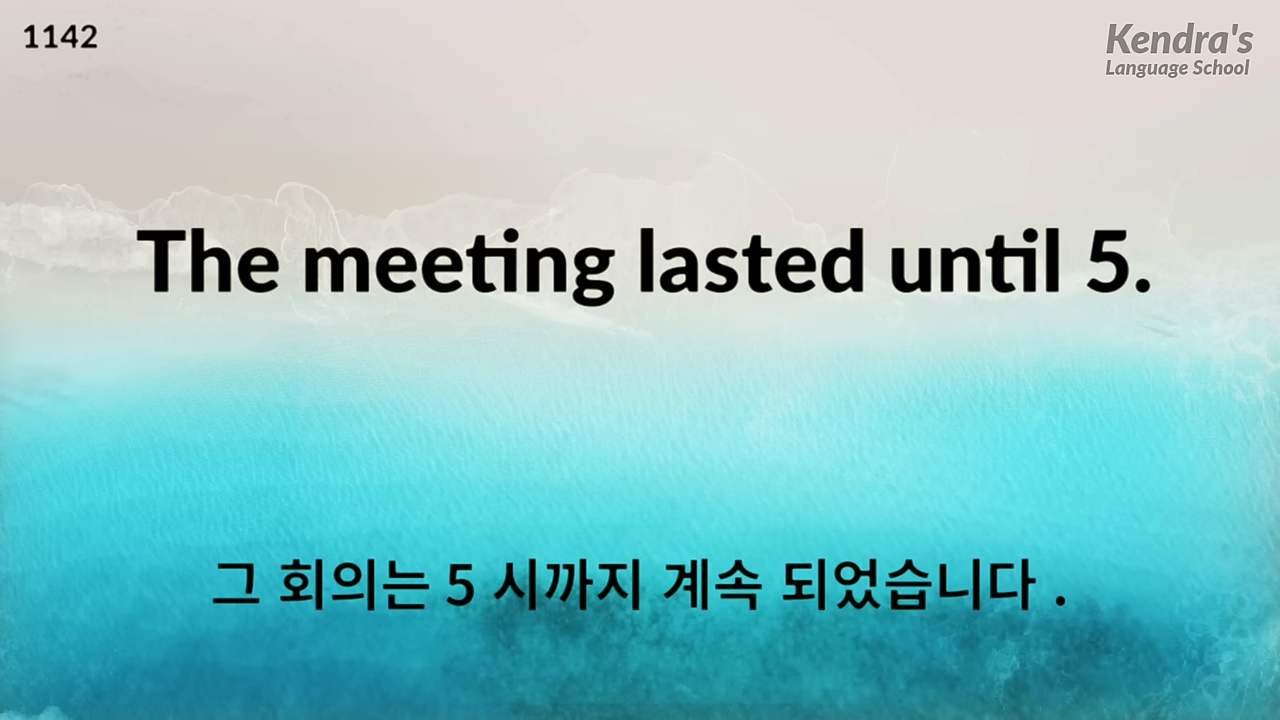 1142
Kendra's
Language School
The meeting lasted until 5.
그 회의는 5 시까지 계속 되었습니다 .